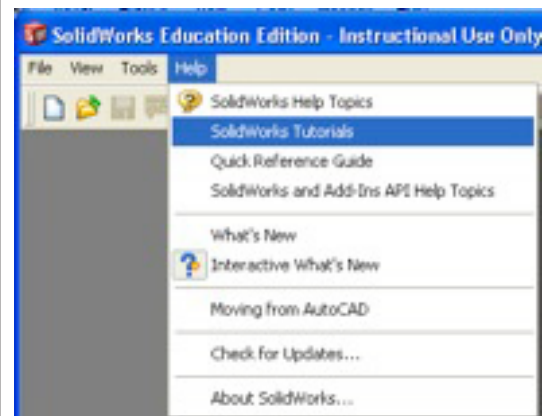 SolidWorks Education Edition - Instructional Use Only
File View Tools Help
SolidWorks Help Topics
SolidWorks Tutorials
Quick Reference Guide
SolidWorks and Add-Ins API Help Topics
What's New
Interactive What's New
Moving from AutoCAD
Check for Updates...
About SolidWorks...